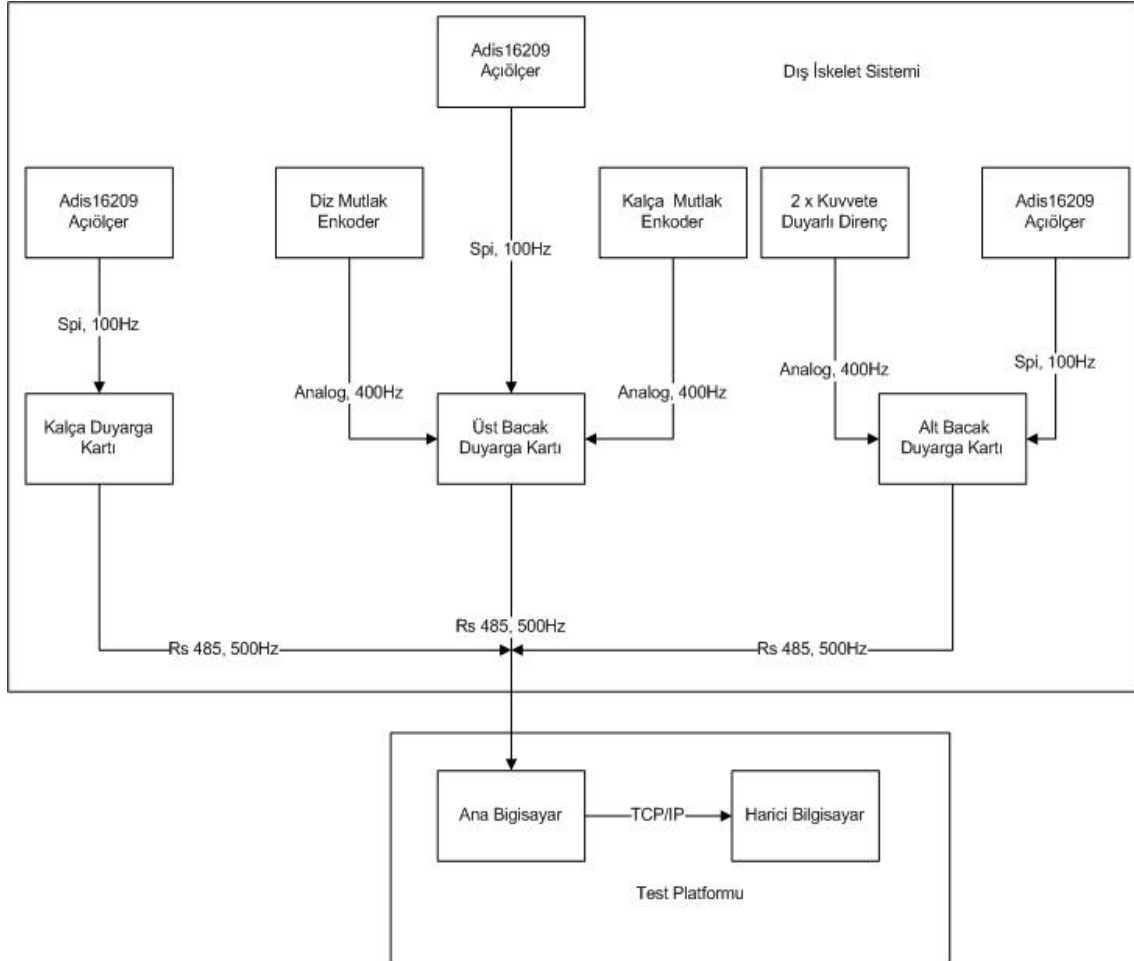 Adis16209
Açıölçer
Dış İskelet Sistemi
Adis16209
Açıölçer
Diz Mutlak
Enkoder
Kalça Mutlak
Enkoder
2 x Kuvvete
Duyarlı Direnç
Adis16209
Açıölçer
Spi, 100Hz
Spi, 100Hz
Analog, 400Hz
Analog, 400Hz
Analog, 400Hz
Spi, 100Hz
Kalça Duyarga
Kartı
Üst Bacak
Duyarga Kartı
Alt Bacak
Duyarga Kartı
Rs 485, 500Hz
Rs 485, 500Hz
Rs 485, 500Hz
Ana Bigisayar
TCP/IP
Harici Bilgisayar
Test Platformu